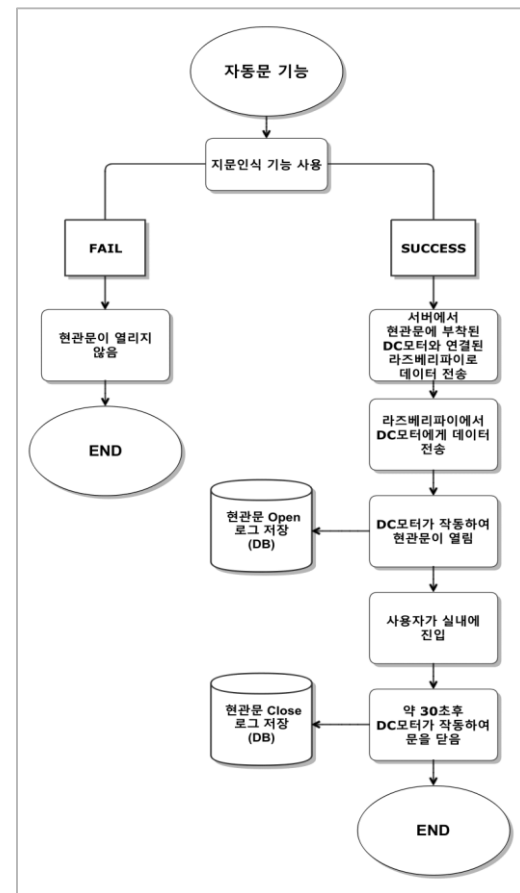 자동문 기능
지문인식 기능 사용
FAIL
SUCCESS
현관문이 열리지
않음
END
서버에서
현관문에 부착된
DC모터와 연결된
라즈베리파이로
데이터 전송
라즈베리파이에서
DC모터에게 데이터
전송
DC모터가 작동하여
현관문이 열림
현관문 Open
로그 저장
(DB)
사용자가 실내에
진입
약 30초후
DC모터가 작동하여
문을 닫음
현관문 Close
로그 저장
(DB)
END